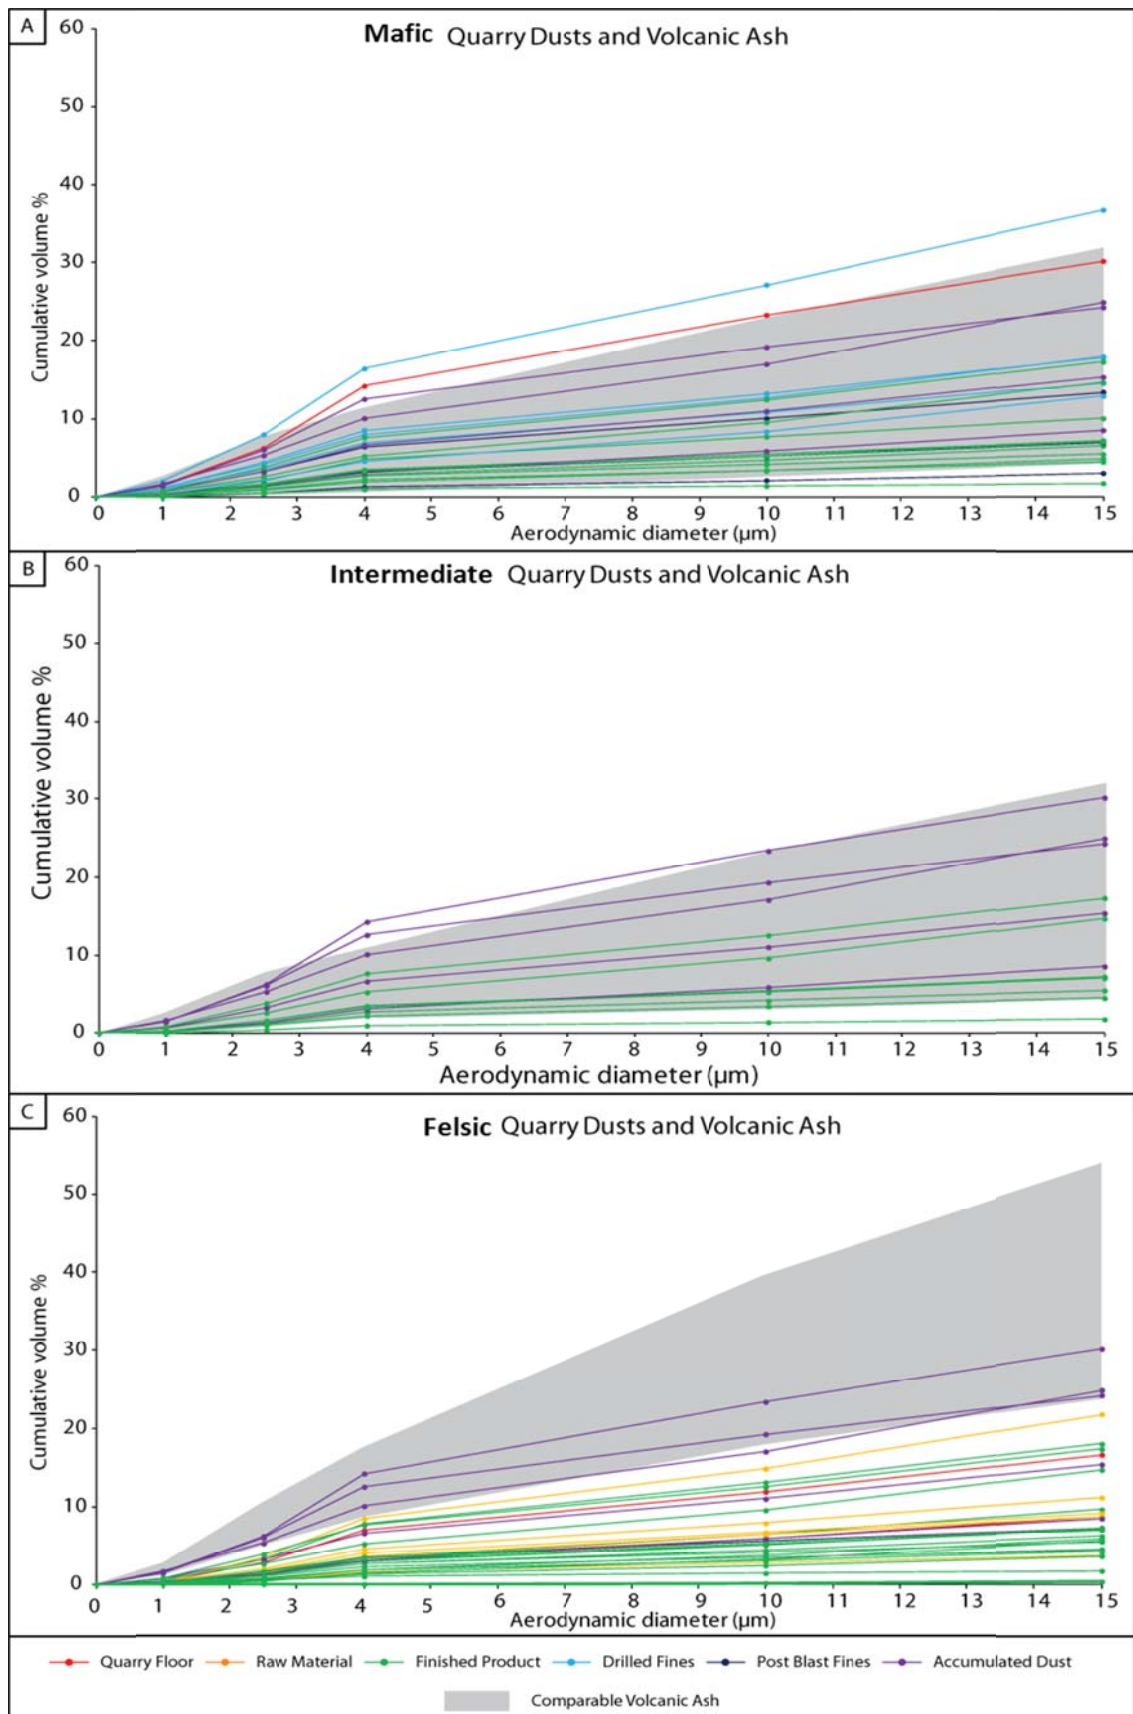 A
Mafic Quarry Dusts and Volcanic Ash
60
50
40
30
20
10
0
Cumulative volume %
0 1 2 3 4 5 6 7 8 9 10 11 12 13 14 15
Aerodynamic diameter (µm)
B
Intermediate Quarry Dusts and Volcanic Ash
60
50
40
30
20
10
0
Cumulative volume %
0 1 2 3 4 5 6 7 8 9 10 11 12 13 14 15
Aerodynamic diameter (µm)
C
Felsic Quarry Dusts and Volcanic Ash
60
50
40
30
20
10
0
Cumulative volume %
0 1 2 3 4 5 6 7 8 9 10 11 12 13 14 15
Aerodynamic diameter (µm)
Quarry Floor Raw Material Finished Product Drilled Fines Post Blast Fines Accumulated Dust
Comparable Volcanic Ash